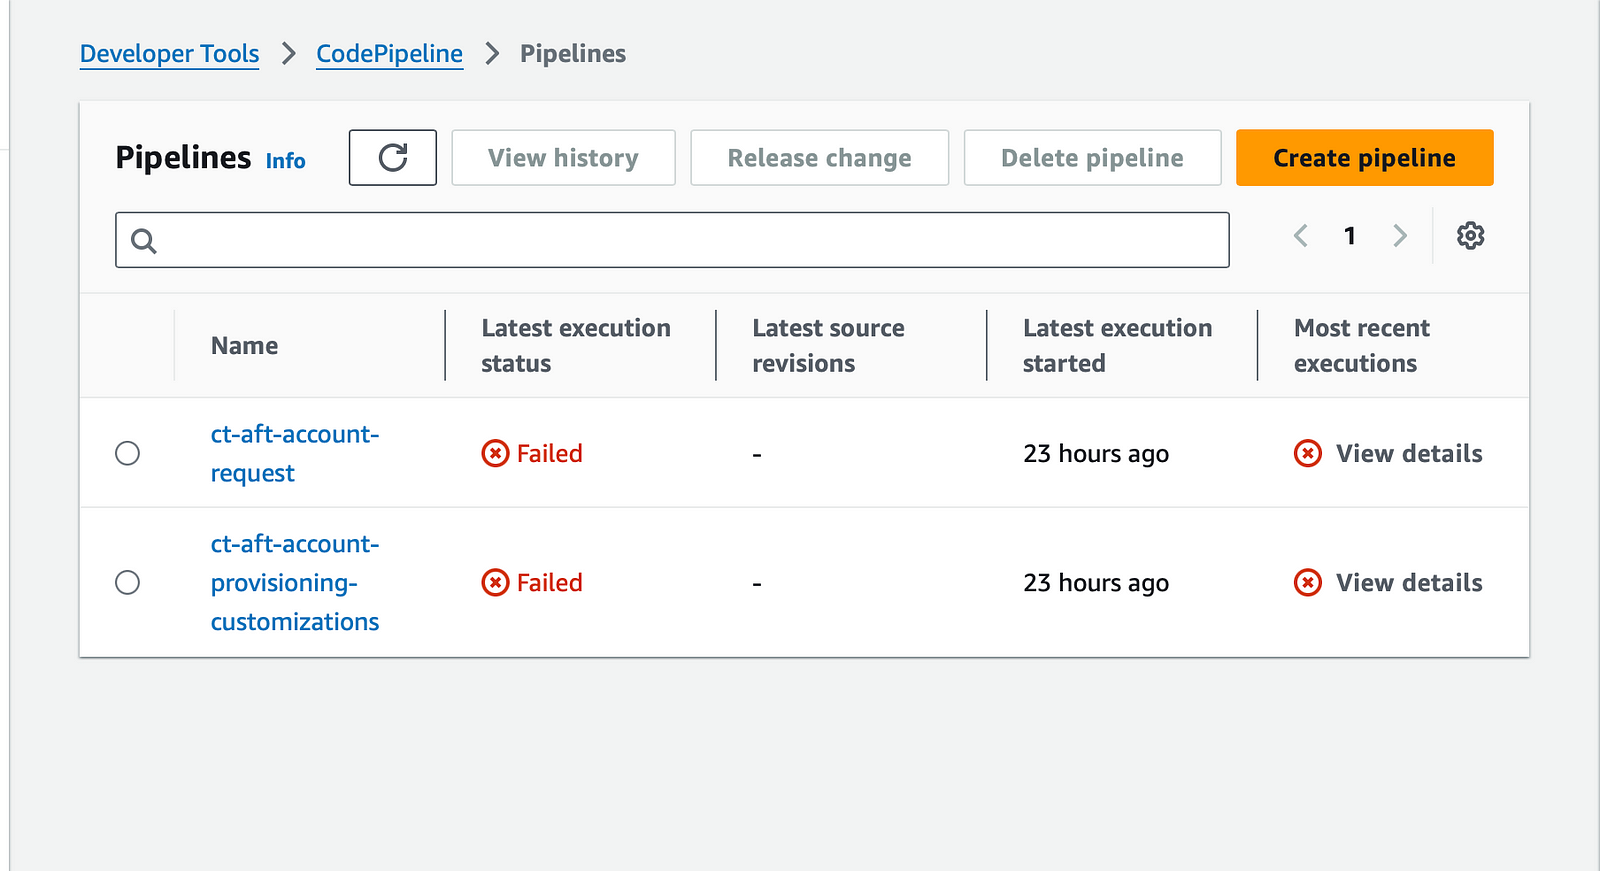 Developer Tools > CodePipeline > Pipelines
Pipelines Info View history Release change Delete pipeline Create pipeline
1
Name
Latest execution
status
Latest source
revisions
Latest execution
started
Most recent
executions
ct-aft-account-
request
Failed
-
23 hours ago
View details
ct-aft-account-
provisioning-
customizations
Failed
-
23 hours ago
View details